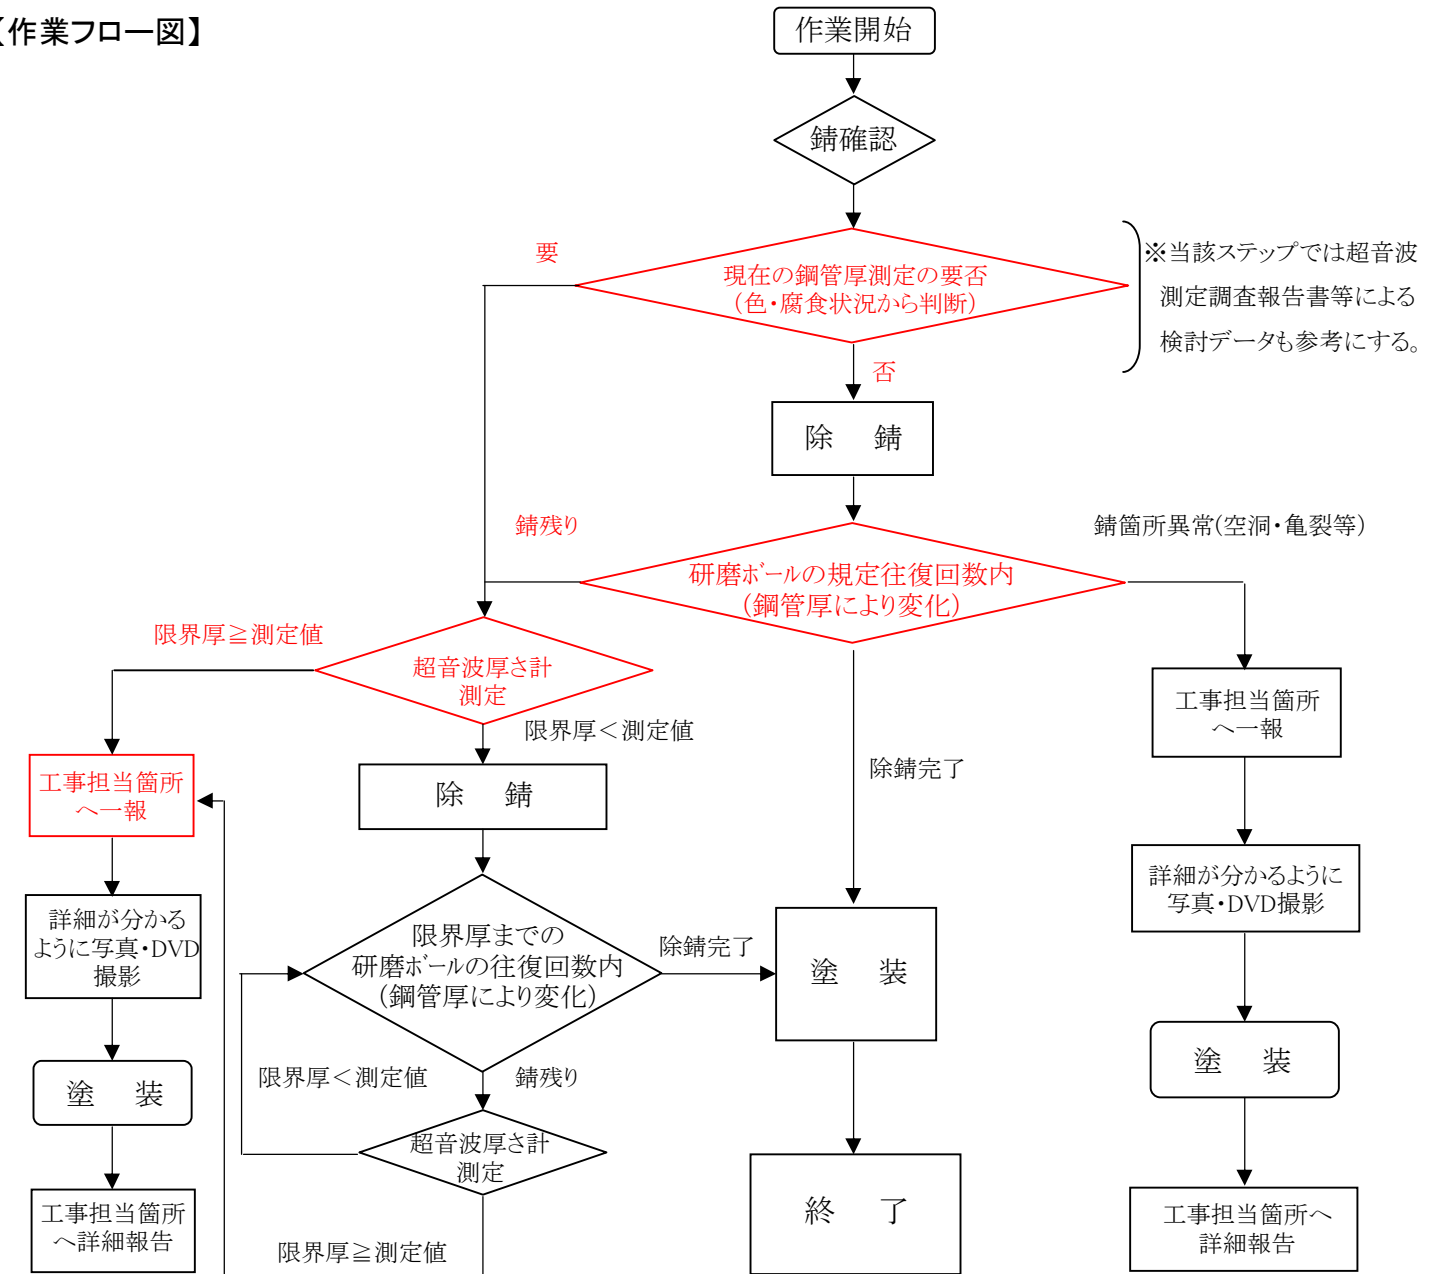 【作業フロー図】
作業開始
錆確認
要
現在の鋼管厚測定の要否
(色・腐食状況から判断)
※当該ステップでは超音波
測定調査報告書等による
検討データも参考にする。
否
除 錆
錆残り
錆箇所異常(空洞・亀裂等)
研磨ボールの規定往復回数内
(鋼管厚により変化)
限界厚≧測定値
超音波厚さ計
測定
限界厚<測定値
工事担当箇所
へ一報
除錆完了
工事担当箇所
へ一報
除 錆
詳細が分かるように
写真・DVD撮影
詳細が分かる
ように写真・DVD
撮影
限界厚までの
研磨ボールの往復回数内
(鋼管厚により変化)
除錆完了
塗 装
塗 装
限界厚<測定値
錆残り
塗 装
超音波厚さ計
測定
終 了
工事担当箇所
へ詳細報告
工事担当箇所へ
詳細報告
限界厚≧測定値